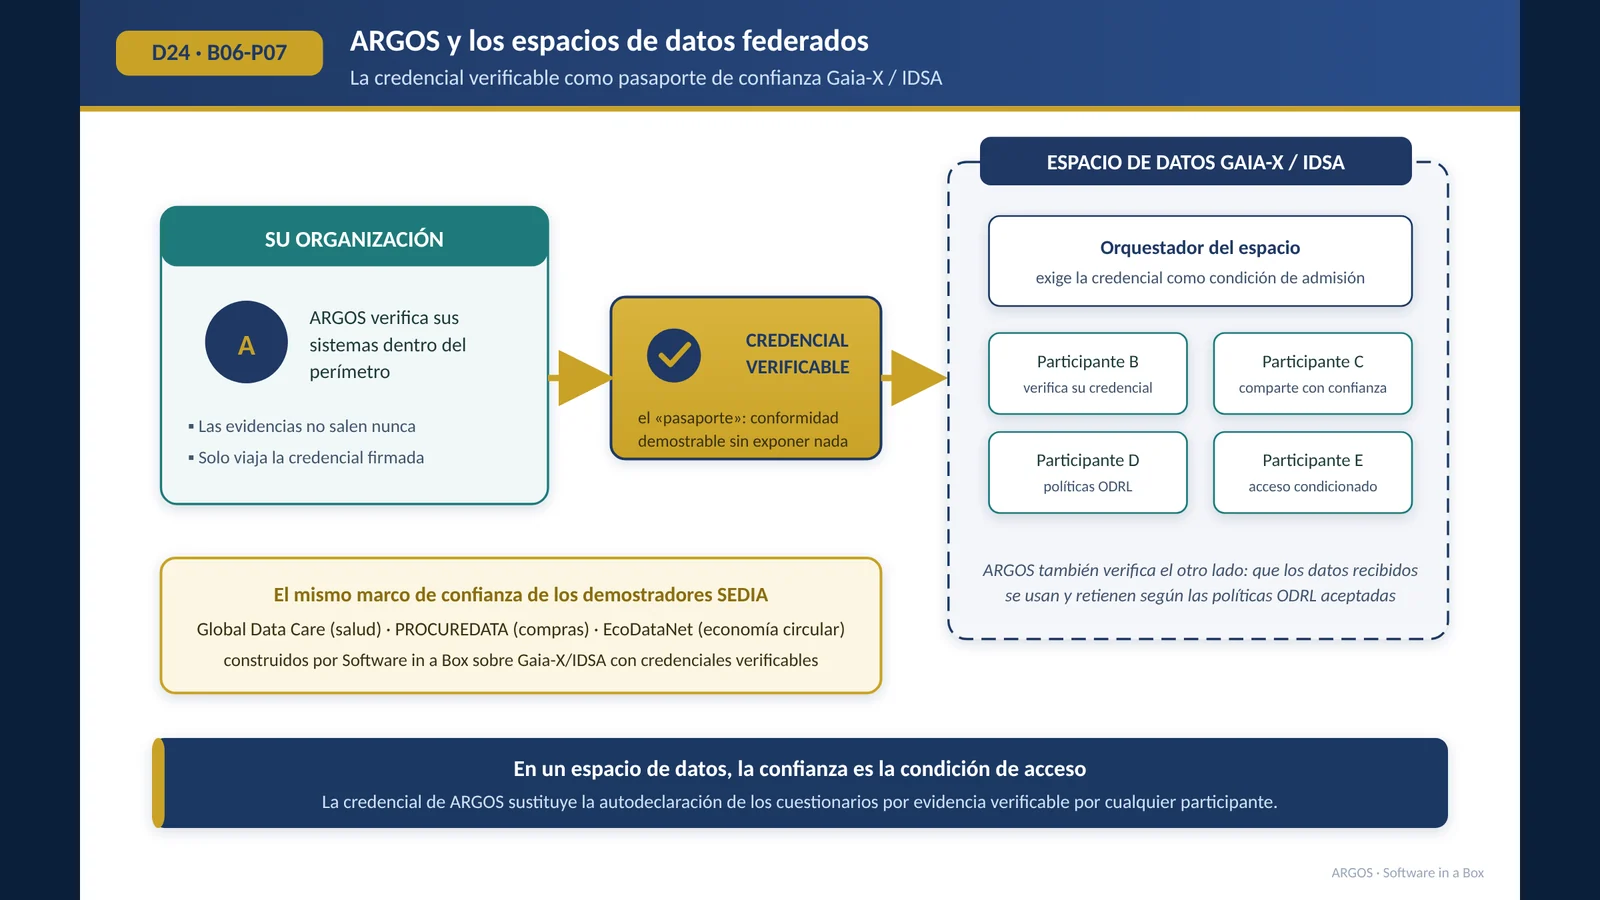 D24 · B06-P07
ARGOS y los espacios de datos federados
La credencial verificable como pasaporte de confianza Gaia-X / IDSA
SU ORGANIZACIÓN
A
ARGOS verifica sus
sistemas dentro del
perímetro
▪ Las evidencias no salen nunca
▪ Solo viaja la credencial firmada
CREDENCIAL
VERIFICABLE
el «pasaporte»: conformidad
demostrable sin exponer nada
ESPACIO DE DATOS GAIA-X / IDSA
Orquestador del espacio
exige la credencial como condición de admisión
Participante B
verifica su credencial
Participante C
comparte con confianza
Participante D
políticas ODRL
Participante E
acceso condicionado
ARGOS también verifica el otro lado: que los datos recibidos
se usan y retienen según las políticas ODRL aceptadas
El mismo marco de confianza de los demostradores SEDIA
Global Data Care (salud) · PROCUREDATA (compras) · EcoDataNet (economía circular)
construidos por Software in a Box sobre Gaia-X/IDSA con credenciales verificables
En un espacio de datos, la confianza es la condición de acceso
La credencial de ARGOS sustituye la autodeclaración de los cuestionarios por evidencia verificable por cualquier participante.
ARGOS · Software in a Box